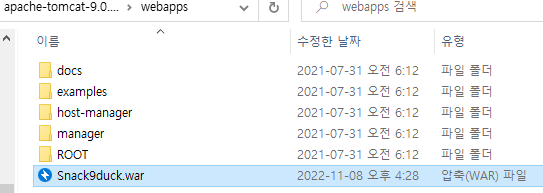 apache-tomcat-9.0.... > webapps webapps 검색
이름 수정한 날짜 유형
docs 2021-07-31 오전 6:12 파일 폴더
examples 2021-07-31 오전 6:12 파일 폴더
host-manager 2021-07-31 오전 6:12 파일 폴더
manager 2021-07-31 오전 6:12 파일 폴더
ROOT 2021-07-31 오전 6:12 파일 폴더
Snack9duck.war 2022-11-08 오후 4:28 압축(WAR) 파일